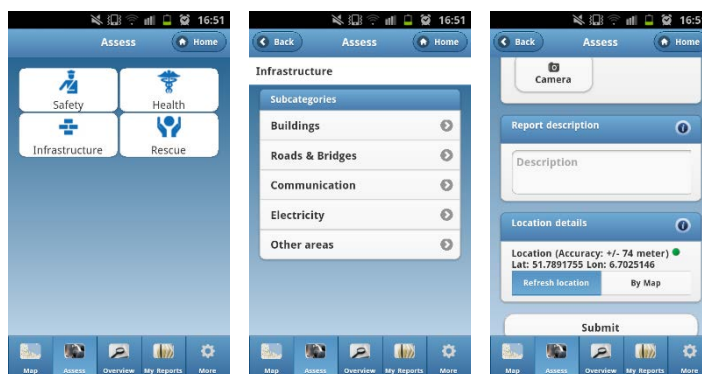 16:51
Assess
Home
Safety
Health
Infrastructure
Rescue
Map
Assess
Overview
My Reports
More
16:51
Back
Assess
Home
Infrastructure
Subcategories
Buildings
Roads & Bridges
Communication
Electricity
Other areas
Map
Assess
Overview
My Reports
More
16:5
Back
Assess
Home
Camera
Report description
Description
Location details
Location (Accuracy: +/- 74 meter)
Lat: 51.7891755 Lon: 6.7025146
Refresh location
By Map
Submit
Map
Assess
Overview
My Reports
More